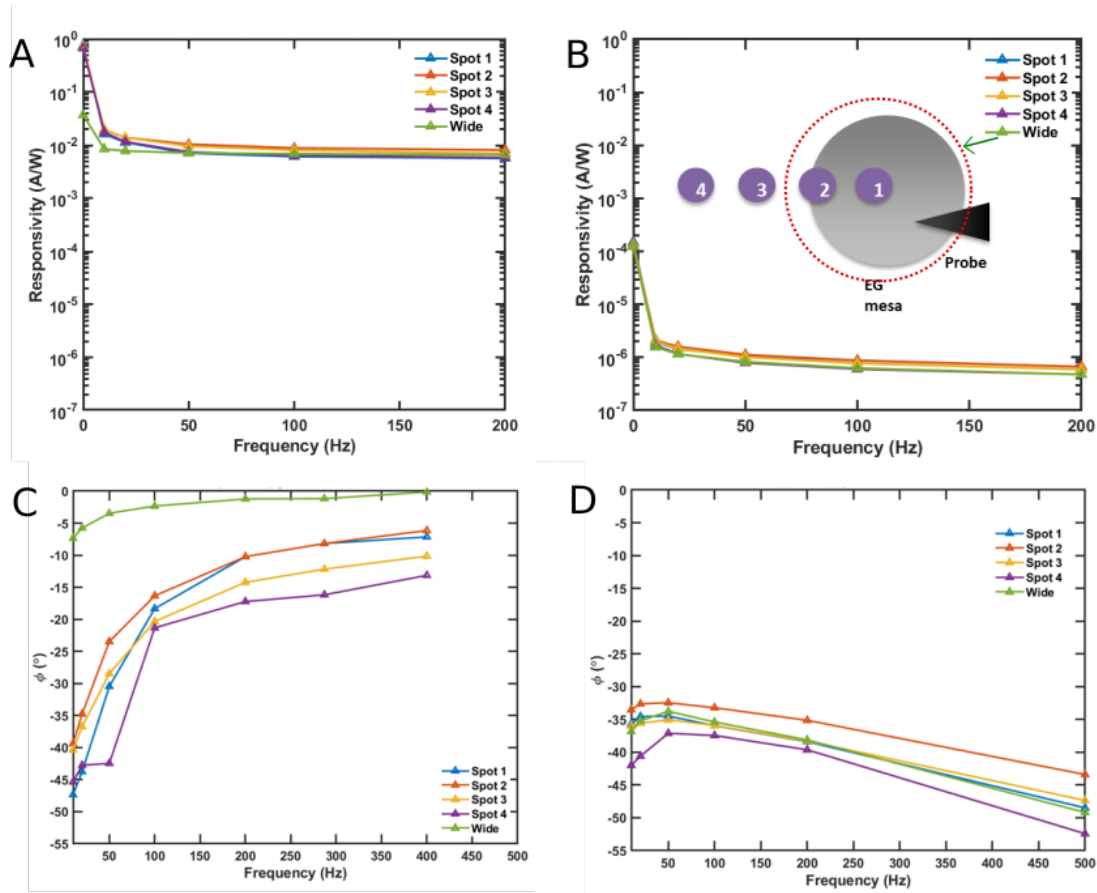 A
10⁰
10⁻¹
10⁻²
10⁻³
10⁻⁴
10⁻⁵
10⁻⁶
10⁻⁷
Responsivity (A/W)
0 50 100 150 200
Frequency (Hz)
Spot 1
Spot 2
Spot 3
Spot 4
Wide
B
10⁰
10⁻¹
10⁻²
10⁻³
10⁻⁴
10⁻⁵
10⁻⁶
10⁻⁷
Responsivity (A/W)
0 50 100 150 200
Frequency (Hz)
Spot 1
Spot 2
Spot 3
Spot 4
Wide
4 3 2 1
Probe
EG
mesa
C
0
-5
-10
-15
-20
-25
-30
-35
-40
-45
-50
-55
ϕ (°)
50 100 150 200 250 300 350 400 450 500
Frequency (Hz)
Spot 1
Spot 2
Spot 3
Spot 4
Wide
D
0
-5
-10
-15
-20
-25
-30
-35
-40
-45
-50
-55
ϕ (°)
50 100 150 200 250 300 350 400 450 500
Frequency (Hz)
Spot 1
Spot 2
Spot 3
Spot 4
Wide